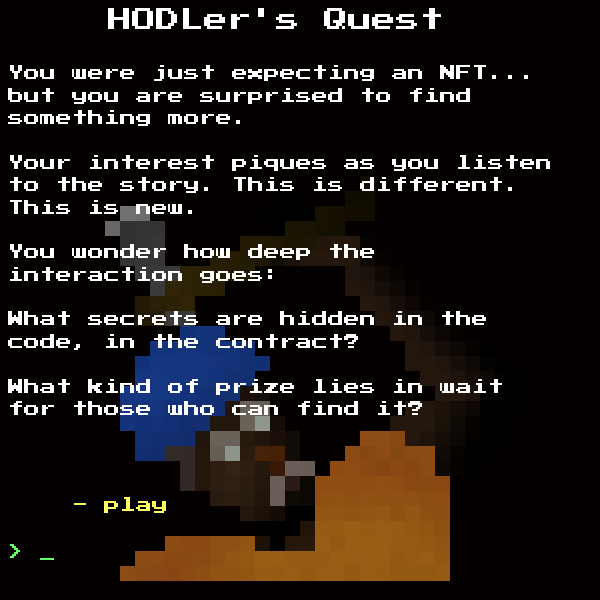 HODLer's Quest
You were just expecting an NFT...
but you are surprised to find
something more.
Your interest piques as you listen
to the story. This is different.
This is new.
You wonder how deep the
interaction goes:
What secrets are hidden in the
code, in the contract?
What kind of prize lies in wait
for those who can find it?
- play
> _